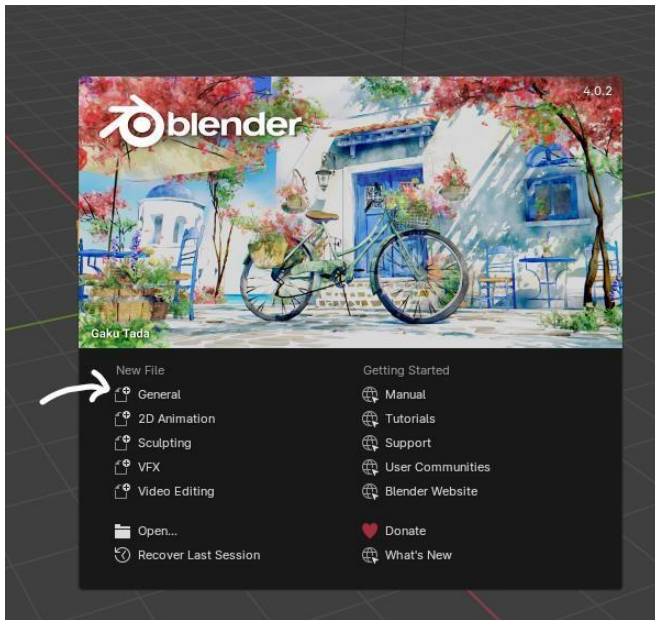 4.0.2
blender
Gaku Tada
New File
General
2D Animation
Sculpting
VFX
Video Editing
Open...
Recover Last Session
Getting Started
Manual
Tutorials
Support
User Communities
Blender Website
Donate
What's New